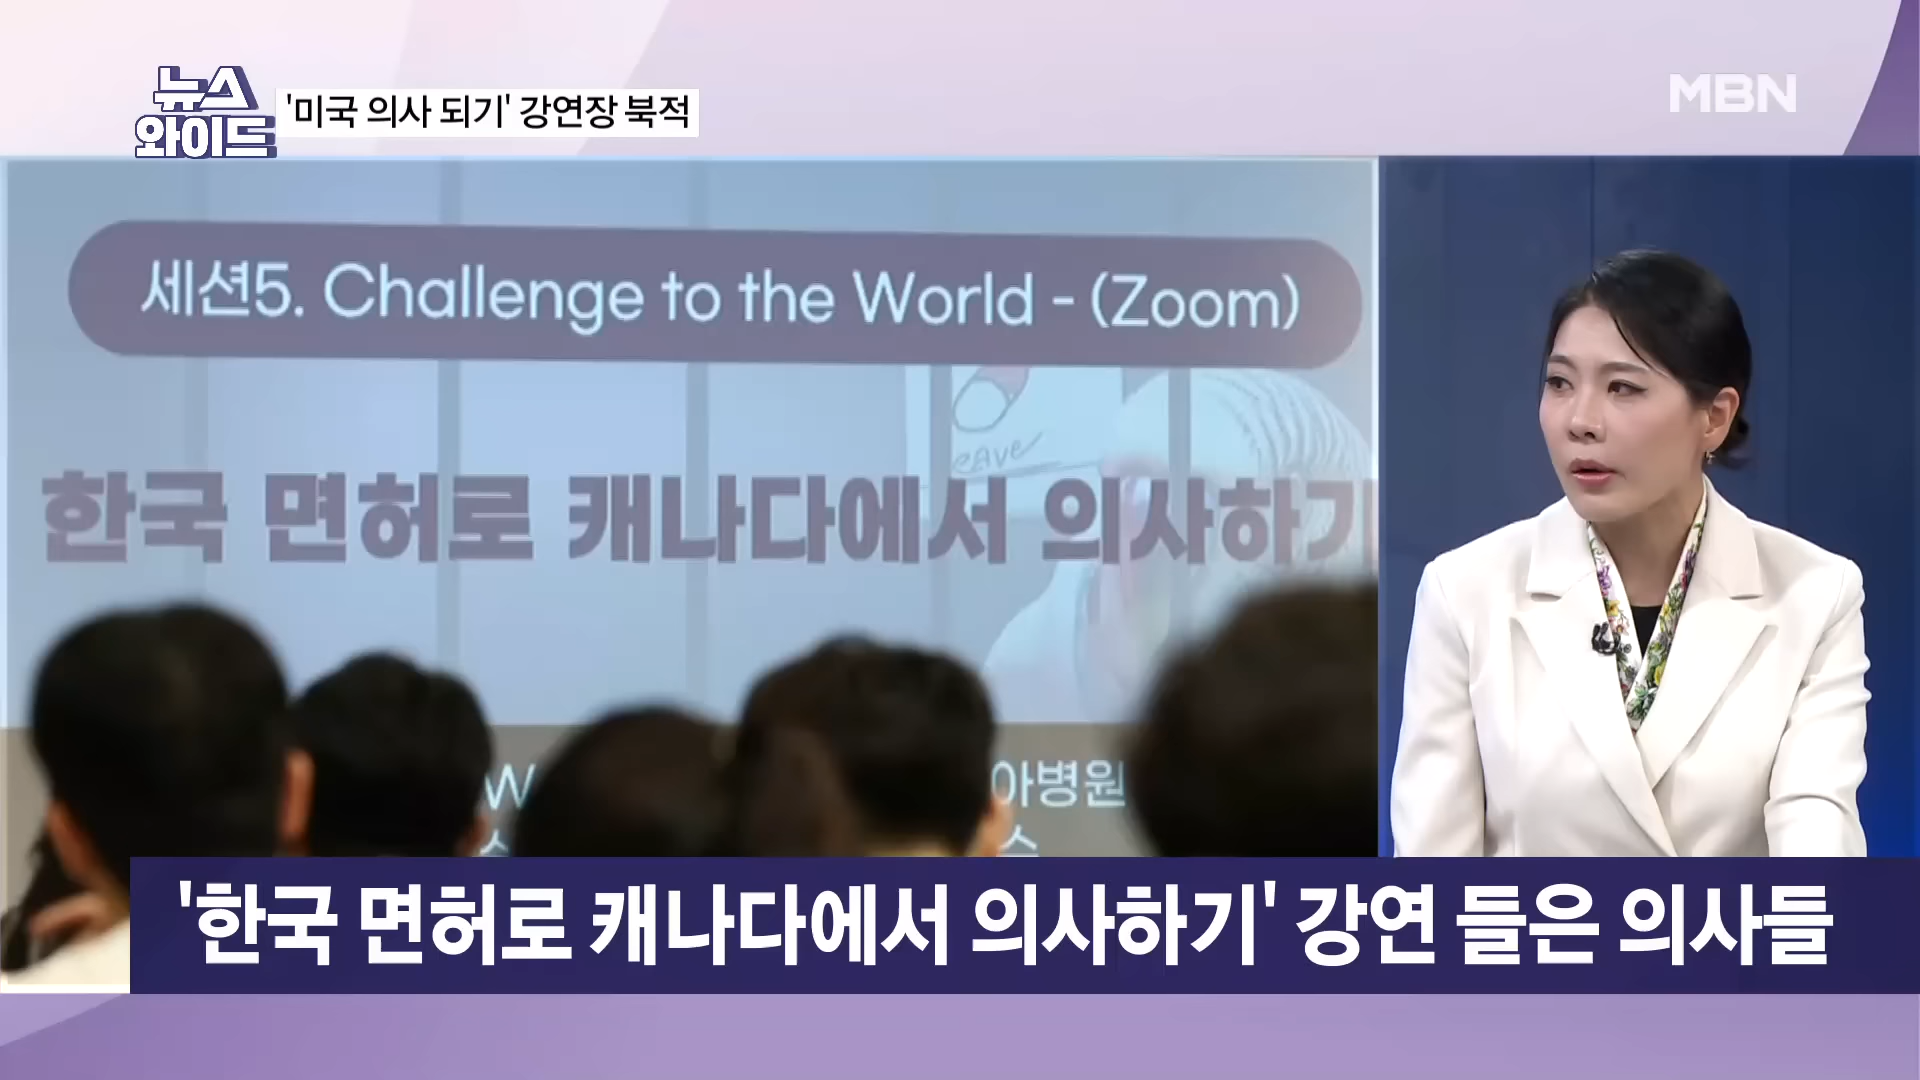 뉴스
와이드
'미국 의사 되기' 강연장 북적
MBN
세션5. Challenge to the World - (Zoom)
eave
한국 면허로 캐나다에서 의사하기
W
아병원
'한국 면허로 캐나다에서 의사하기' 강연 들은 의사들